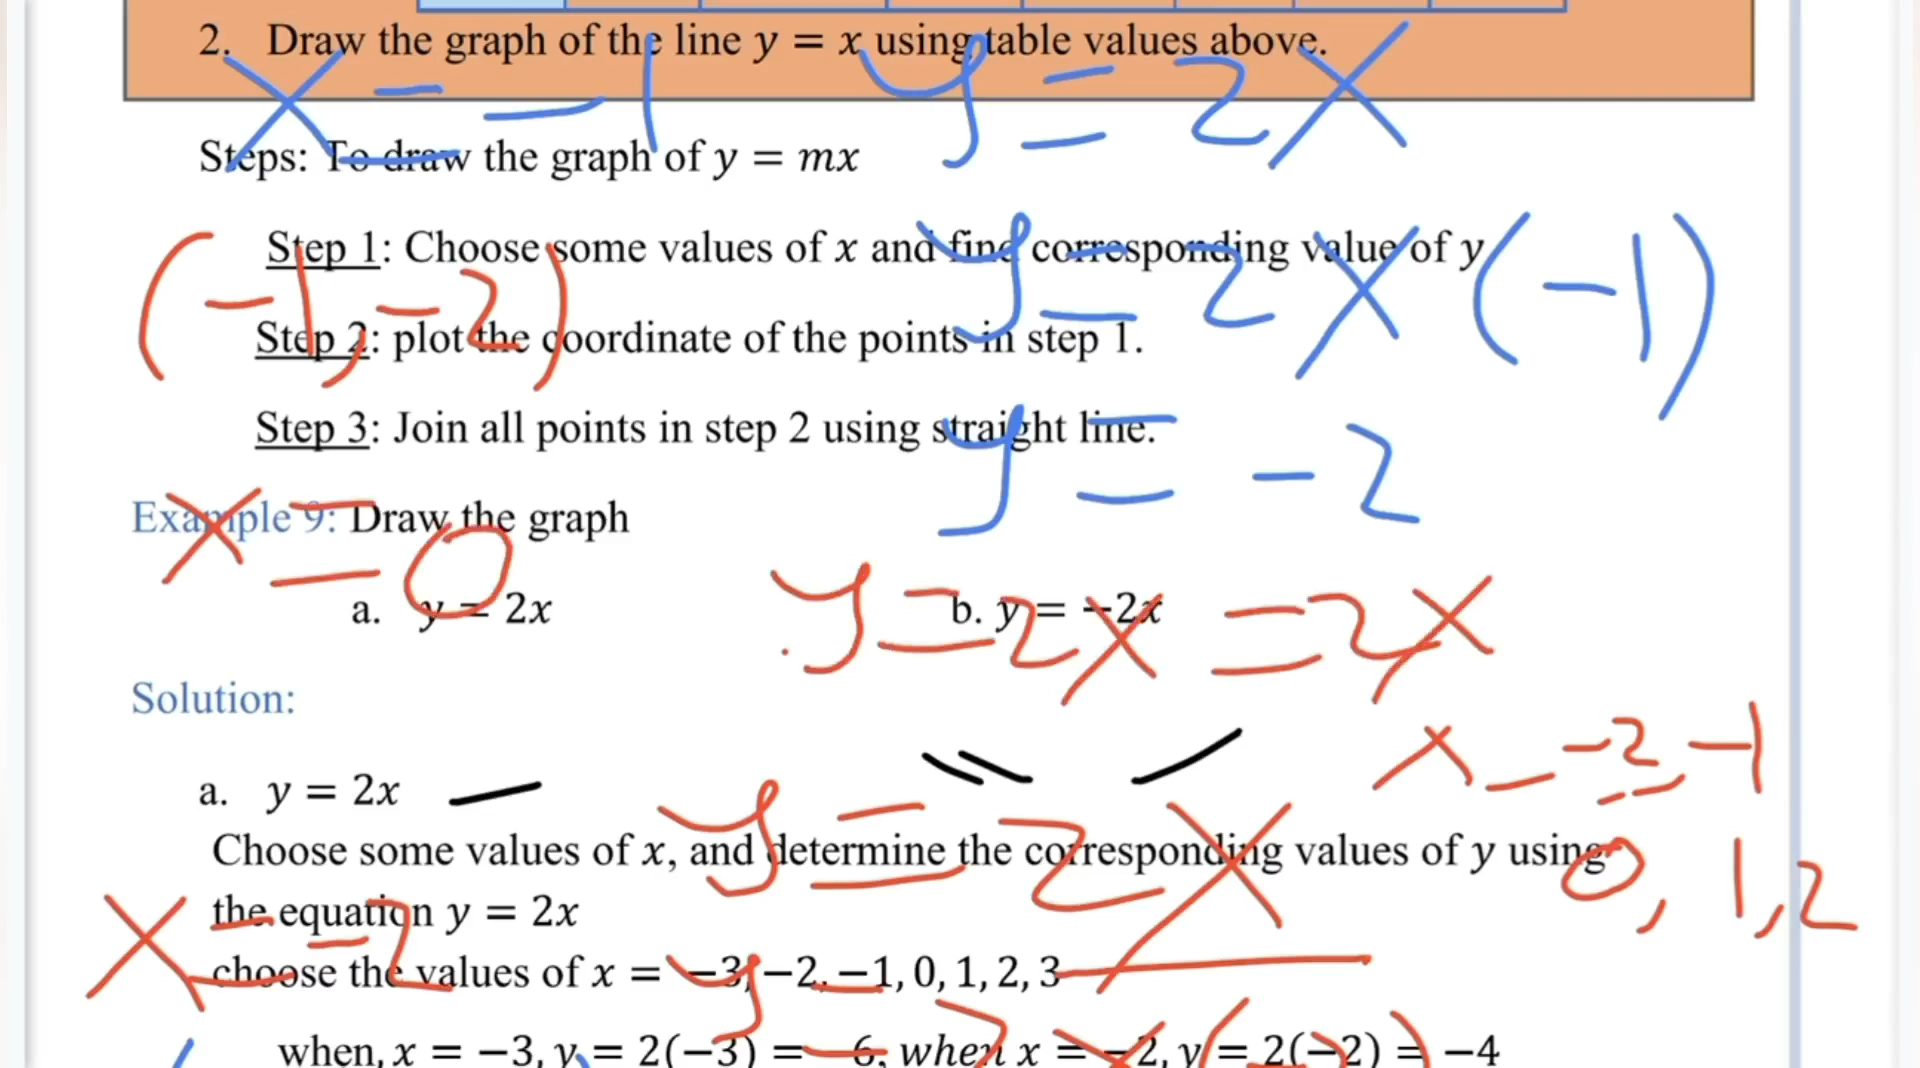 2. Draw the graph of the line y = x using table values above.
x = -1
y = 2x
Steps: To draw the graph of y = mx
Step 1: Choose some values of x and find corresponding value of y
y = 2x(-1)
(-1, -2)
Step 2: plot the coordinate of the points in step 1.
Step 3: Join all points in step 2 using straight line.
y = -2
Example 9: Draw the graph
x = 0
a. y = 2x b. y = -2x
y = 2x = 2x
Solution:
x = -2, -1
a. y = 2x
y = 2x
Choose some values of x, and determine the corresponding values of y using
0, 1, 2
the equation y = 2x
x = -2
choose the values of x = -3, -2, -1, 0, 1, 2, 3
when, x = -3, y = 2(-3) = -6, when x = -2, y = 2(-2) = -4